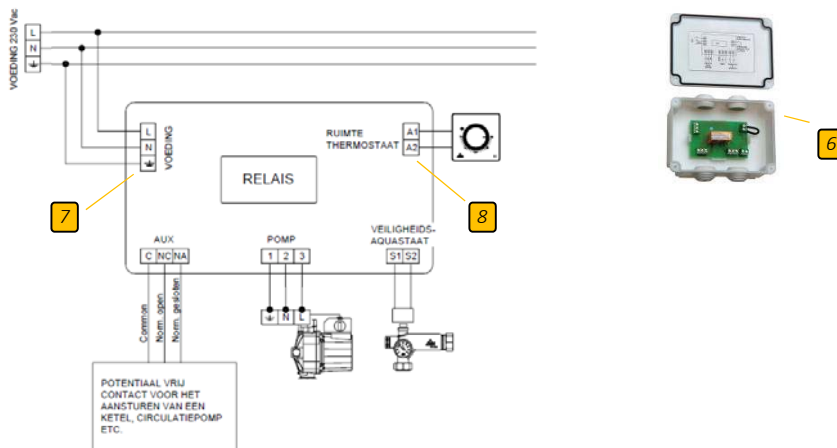 VOEDING 230 Vac
L
N
VOEDING
L
N
RUIMTE
THERMOSTAAT
A1
A2
RELAIS
6
7
8
AUX
C NC NA
POMP
1 2 3
VEILIGHEIDS-
AQUASTAAT
S1 S2
Common
Norm. open
Norm. gesloten
N L
POTENTIAAL VRIJ
CONTACT VOOR HET
AANSTUREN VAN EEN
KETEL, CIRCULATIEPOMP
ETC.